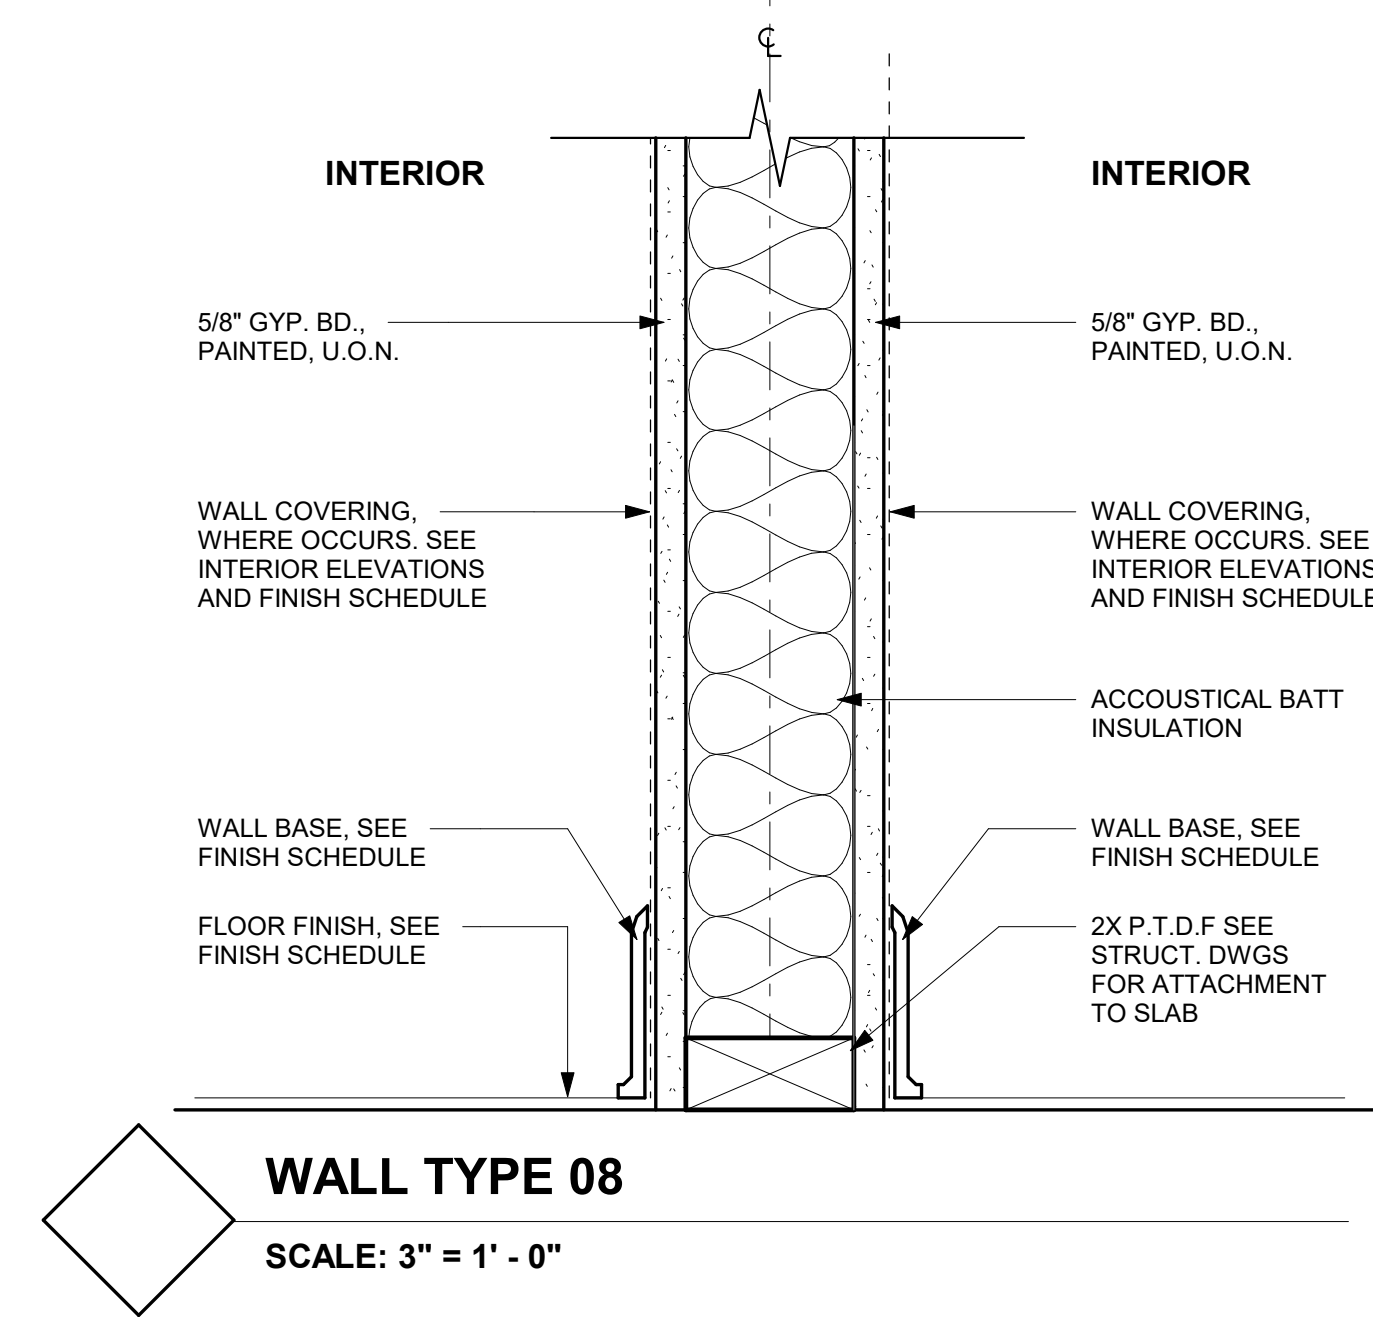 ℄
INTERIOR
INTERIOR
5/8" GYP. BD.,
PAINTED, U.O.N.
5/8" GYP. BD.,
PAINTED, U.O.N.
WALL COVERING,
WHERE OCCURS. SEE
INTERIOR ELEVATIONS
AND FINISH SCHEDULE
WALL COVERING,
WHERE OCCURS. SEE
INTERIOR ELEVATIONS
AND FINISH SCHEDULE
ACCOUSTICAL BATT
INSULATION
WALL BASE, SEE
FINISH SCHEDULE
WALL BASE, SEE
FINISH SCHEDULE
FLOOR FINISH, SEE
FINISH SCHEDULE
2X P.T.D.F SEE
STRUCT. DWGS
FOR ATTACHMENT
TO SLAB
WALL TYPE 08
SCALE: 3" = 1' - 0"